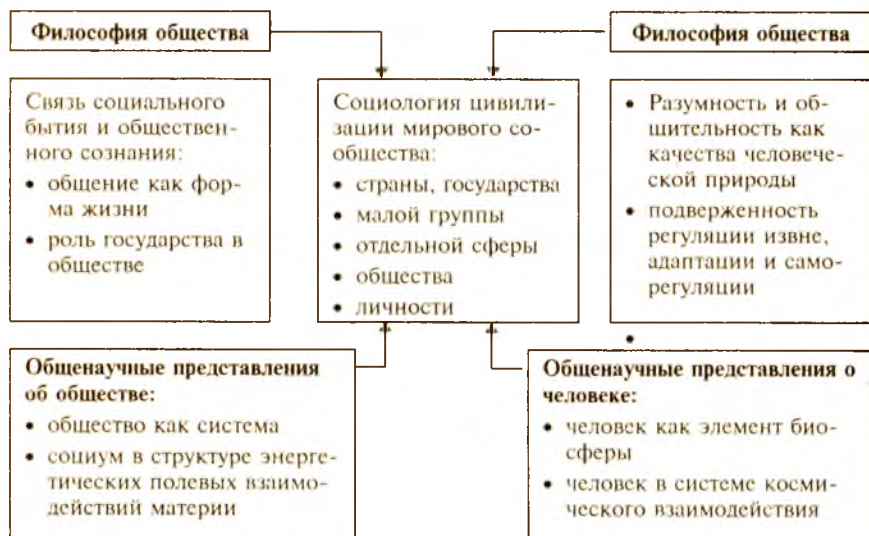 Философия общества
Философия общества
Связь социального
бытия и обществен-
ного сознания:
• общение как фор-
ма жизни
• роль государства в
обществе
Социология цивили-
зации мирового со-
общества:
• страны, государства
• малой группы
• отдельной сферы
• общества
• личности
• Разумность и об-
щительность как
качества человече-
ской природы
• подверженность
регуляции извне,
адаптации и само-
регуляции
•
Общенаучные представления
об обществе:
• общество как система
• социум в структуре энерге-
тических полевых взаимо-
действий материи
Общенаучные представления о
человеке:
• человек как элемент био-
сферы
• человек в системе косми-
ческого взаимодействия